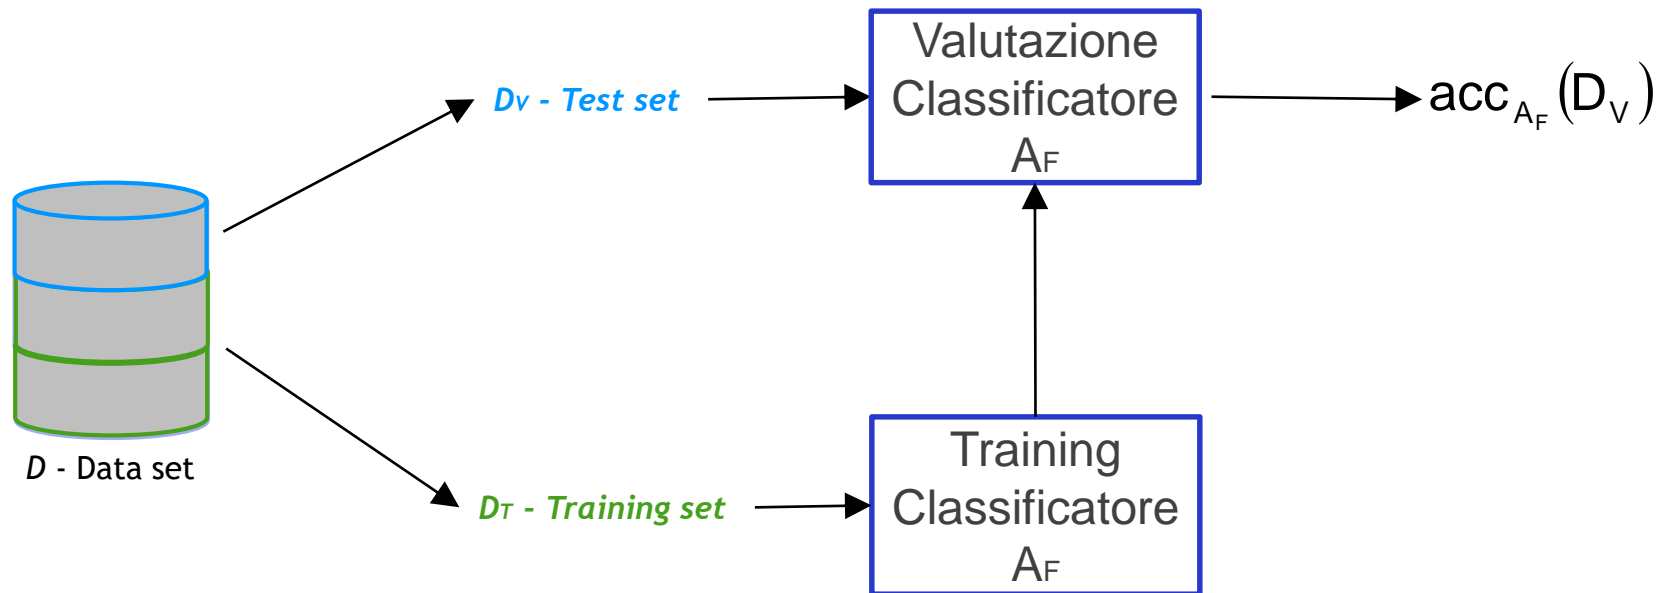 Valutazione
Classificatore
AF
DV - Test set
accAF(DV)
D - Data set
DT - Training set
Training
Classificatore
AF